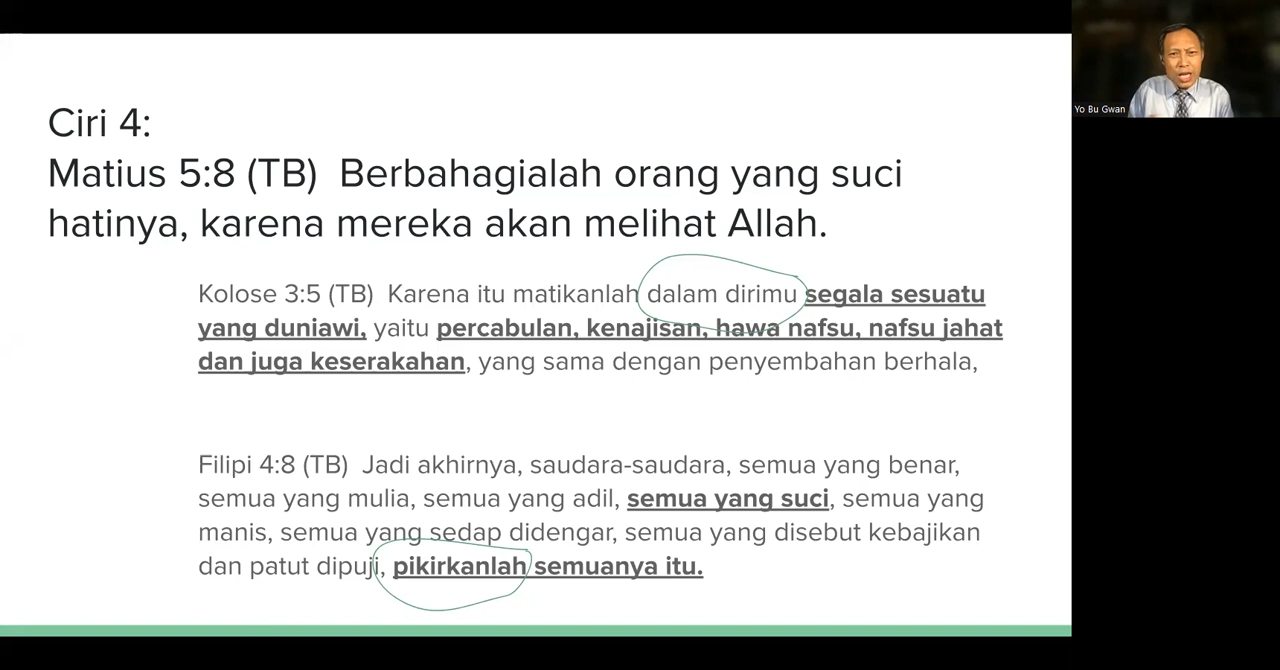 Ciri 4:
Matius 5:8 (TB)  Berbahagialah orang yang suci
hatinya, karena mereka akan melihat Allah.
Kolose 3:5 (TB)  Karena itu matikanlah dalam dirimu segala sesuatu
yang duniawi, yaitu percabulan, kenajisan, hawa nafsu, nafsu jahat
dan juga keserakahan, yang sama dengan penyembahan berhala,
Filipi 4:8 (TB)  Jadi akhirnya, saudara-saudara, semua yang benar,
semua yang mulia, semua yang adil, semua yang suci, semua yang
manis, semua yang sedap didengar, semua yang disebut kebajikan
dan patut dipuji, pikirkanlah semuanya itu.
Yo Bu Gwan